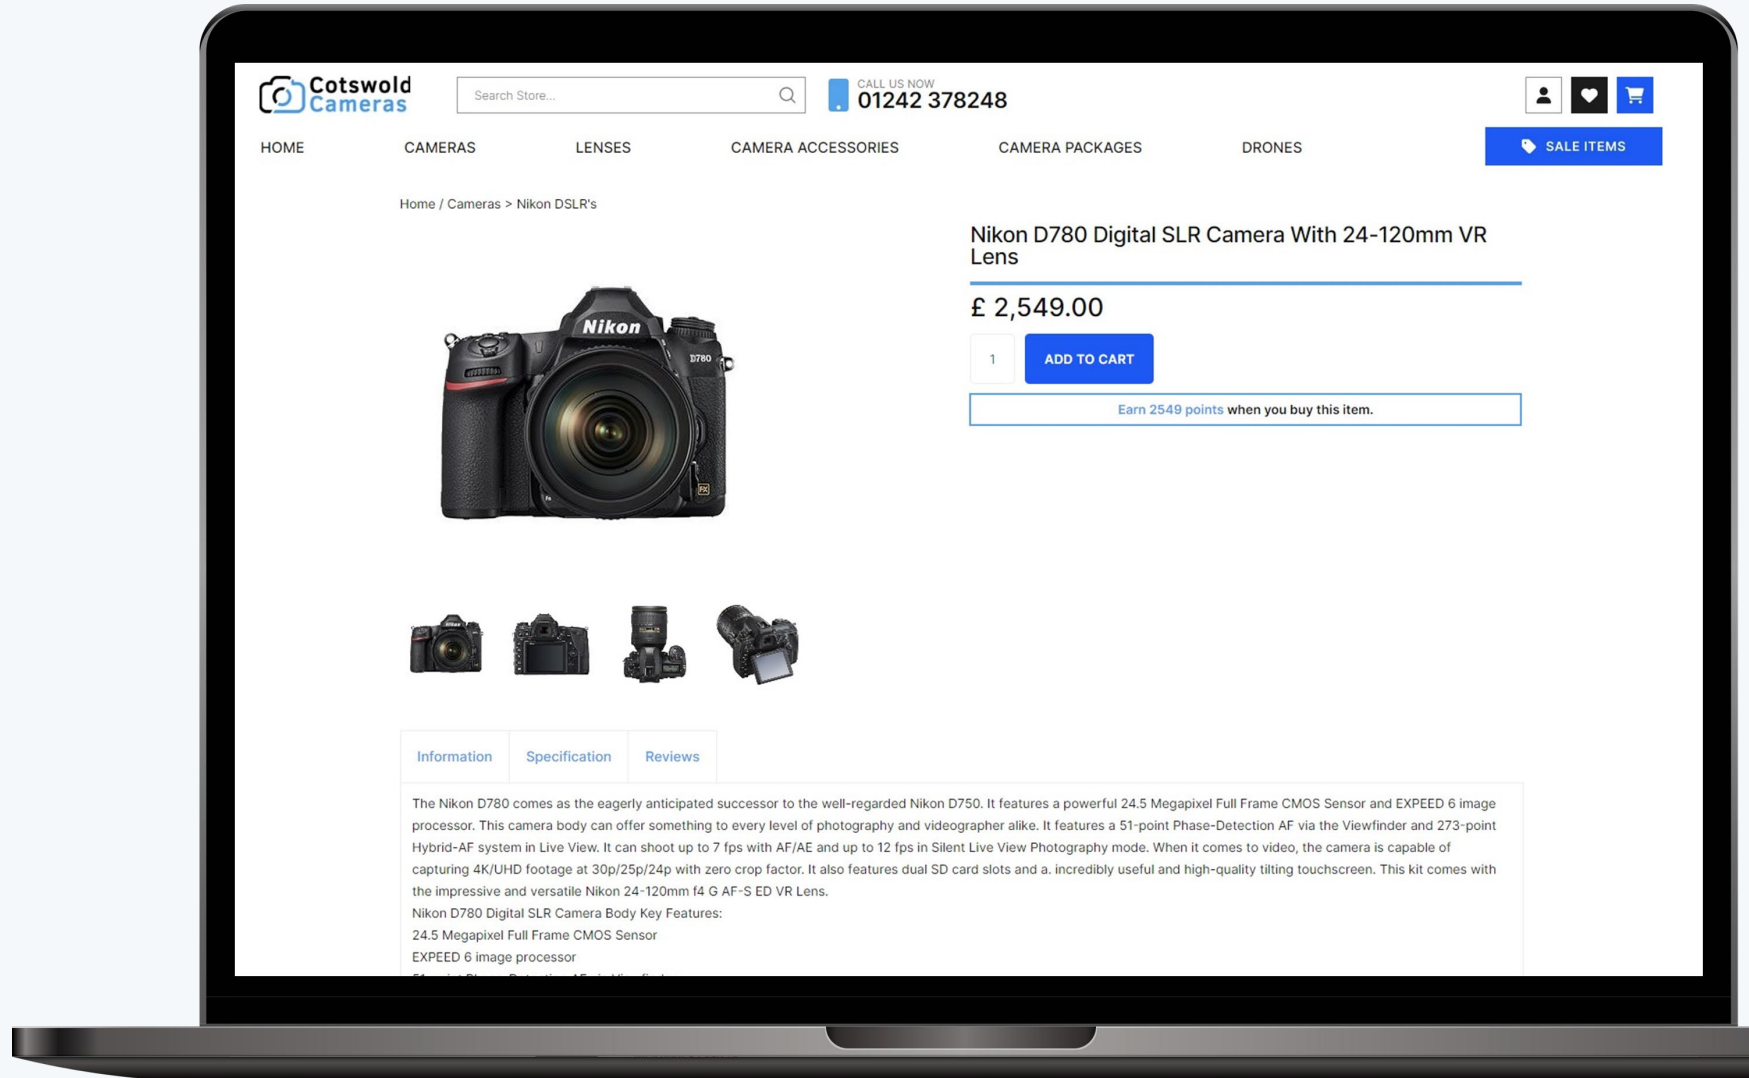 Cotswold
Cameras
Search Store...
CALL US NOW
01242 378248
HOME
CAMERAS
LENSES
CAMERA ACCESSORIES
CAMERA PACKAGES
DRONES
SALE ITEMS
Home / Cameras > Nikon DSLR's
Nikon D780 Digital SLR Camera With 24-120mm VR
Lens
£ 2,549.00
1
ADD TO CART
Earn 2549 points when you buy this item.
Nikon
D780
FX
Information
Specification
Reviews
The Nikon D780 comes as the eagerly anticipated successor to the well-regarded Nikon D750. It features a powerful 24.5 Megapixel Full Frame CMOS Sensor and EXPEED 6 image
processor. This camera body can offer something to every level of photography and videographer alike. It features a 51-point Phase-Detection AF via the Viewfinder and 273-point
Hybrid-AF system in Live View. It can shoot up to 7 fps with AF/AE and up to 12 fps in Silent Live View Photography mode. When it comes to video, the camera is capable of
capturing 4K/UHD footage at 30p/25p/24p with zero crop factor. It also features dual SD card slots and a. incredibly useful and high-quality tilting touchscreen. This kit comes with
the impressive and versatile Nikon 24-120mm f4 G AF-S ED VR Lens.
Nikon D780 Digital SLR Camera Body Key Features:
24.5 Megapixel Full Frame CMOS Sensor
EXPEED 6 image processor